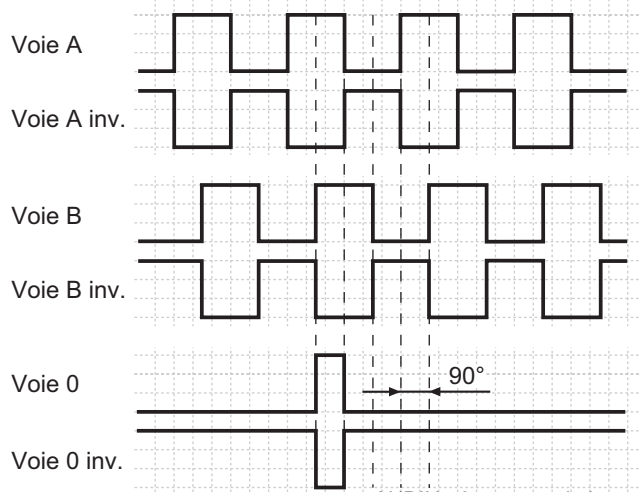 Voie A
Voie A inv.
Voie B
Voie B inv.
Voie 0
90°
Voie 0 inv.